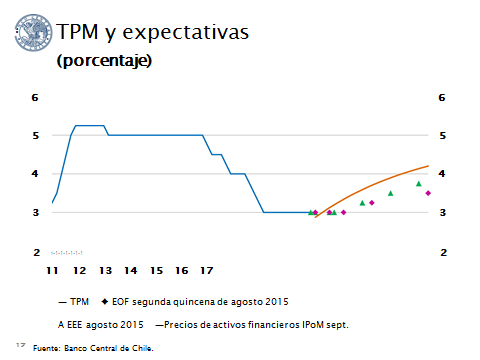 TPM y expectativas
(porcentaje)
6 6
5 5
4 4
3 3
2 2
11 12 13 14 15 16 17
— TPM ◆ EOF segunda quincena de agosto 2015
A EEE agosto 2015 —Precios de activos financieros IPoM sept.
17 Fuente: Banco Central de Chile.